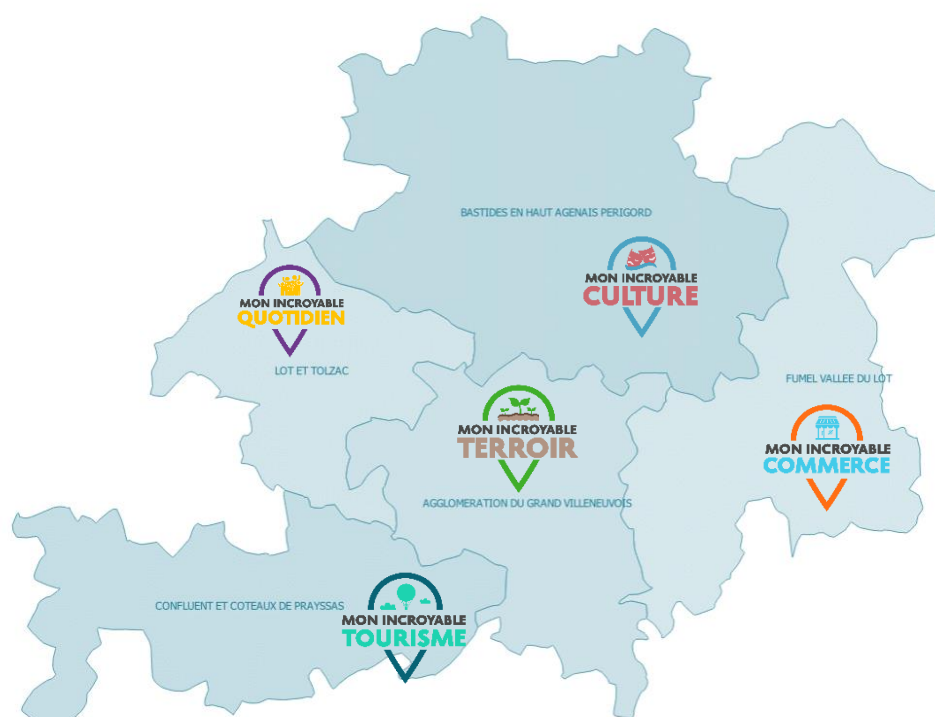 BASTIDES EN HAUT AGENAIS PERIGORD
MON INCROYABLE
CULTURE
MON INCROYABLE
QUOTIDIEN
LOT ET TOLZAC
FUMEL VALLEE DU LOT
MON INCROYABLE
TERROIR
MON INCROYABLE
COMMERCE
AGGLOMERATION DU GRAND VILLENEUVOIS
CONFLUENT ET COTEAUX DE PRAYSSAS
MON INCROYABLE
TOURISME